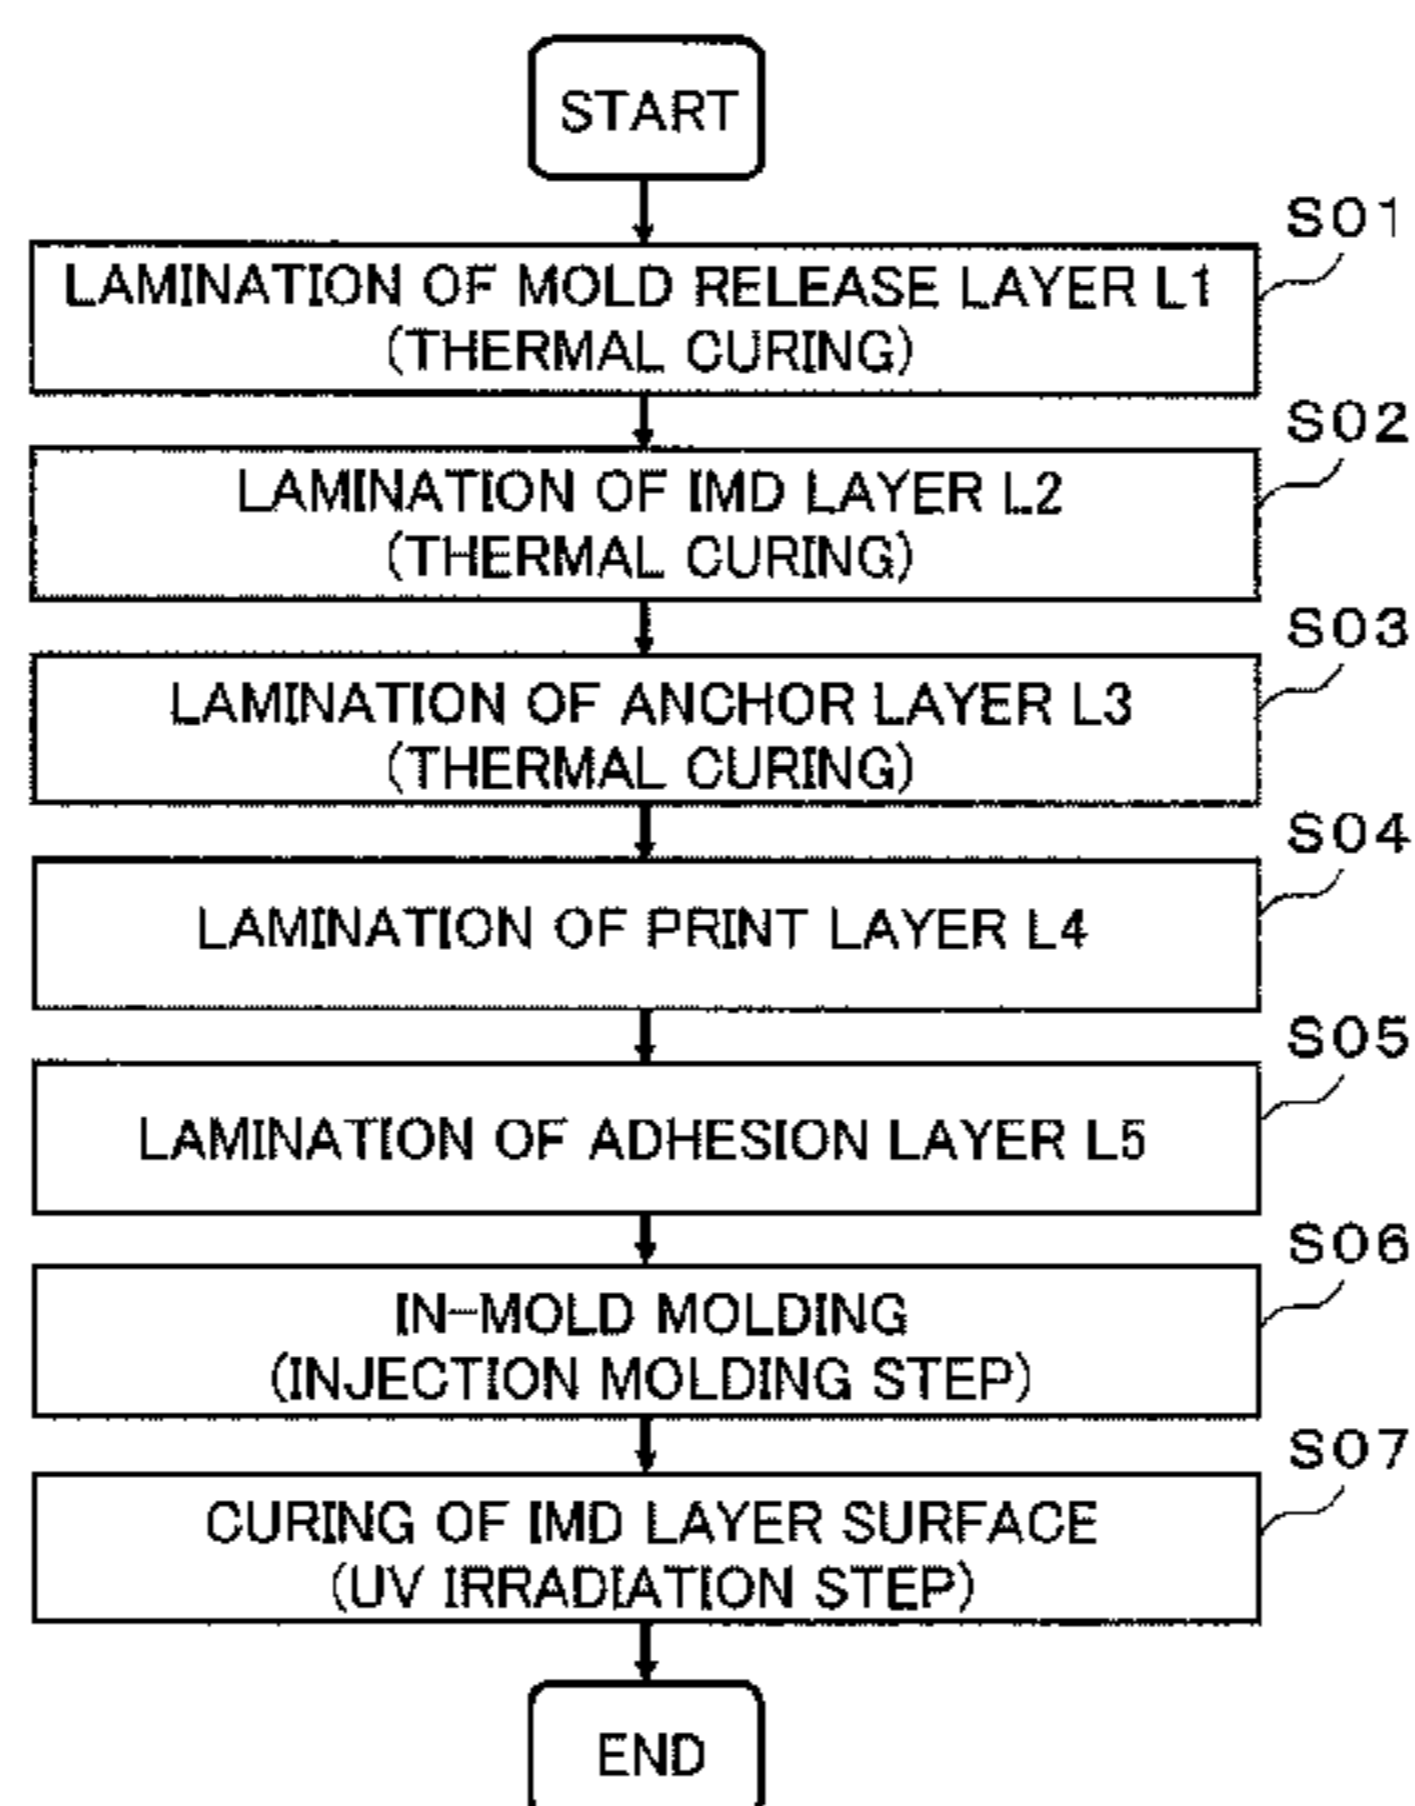 START
S01
LAMINATION OF MOLD RELEASE LAYER L1
(THERMAL CURING)
S02
LAMINATION OF IMD LAYER L2
(THERMAL CURING)
S03
LAMINATION OF ANCHOR LAYER L3
(THERMAL CURING)
S04
LAMINATION OF PRINT LAYER L4
S05
LAMINATION OF ADHESION LAYER L5
S06
IN-MOLD MOLDING
(INJECTION MOLDING STEP)
S07
CURING OF IMD LAYER SURFACE
(UV IRRADIATION STEP)
END